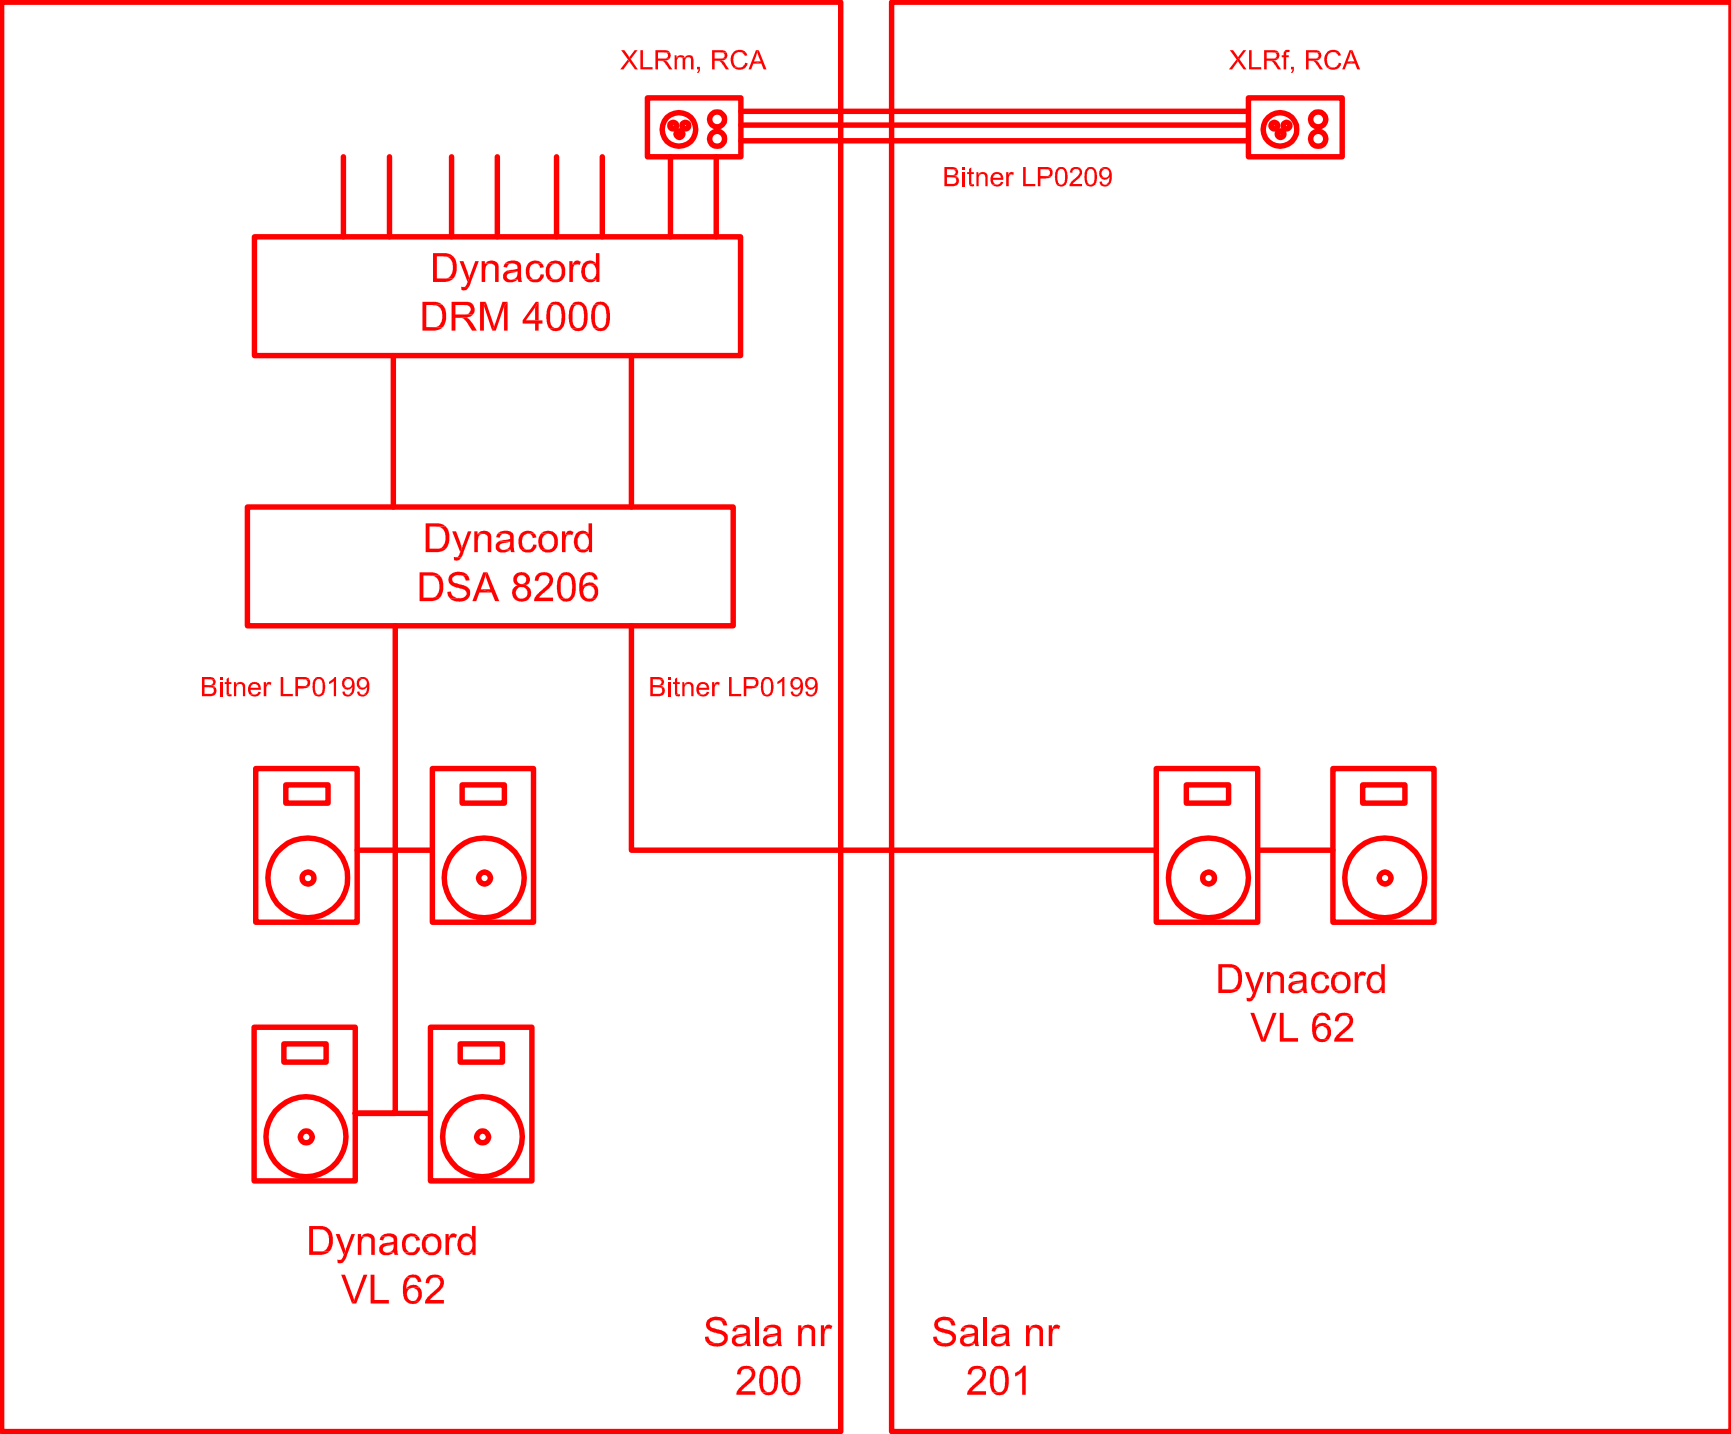 XLRm, RCA
XLRf, RCA
Bitner LP0209
Dynacord
DRM 4000
Dynacord
DSA 8206
Bitner LP0199
Bitner LP0199
Dynacord
VL 62
Dynacord
VL 62
Sala nr
200
Sala nr
201